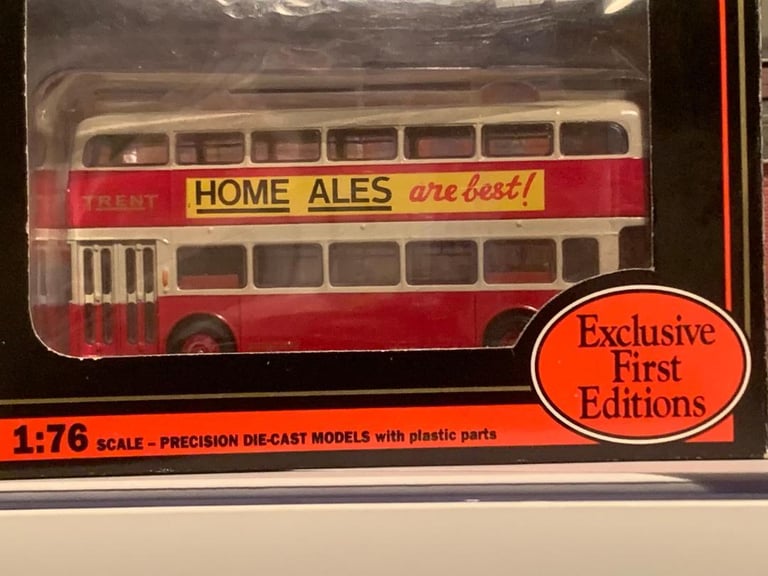 TRENT
HOME ALES are best!
Exclusive
First
Editions
1:76 SCALE – PRECISION DIE-CAST MODELS with plastic parts